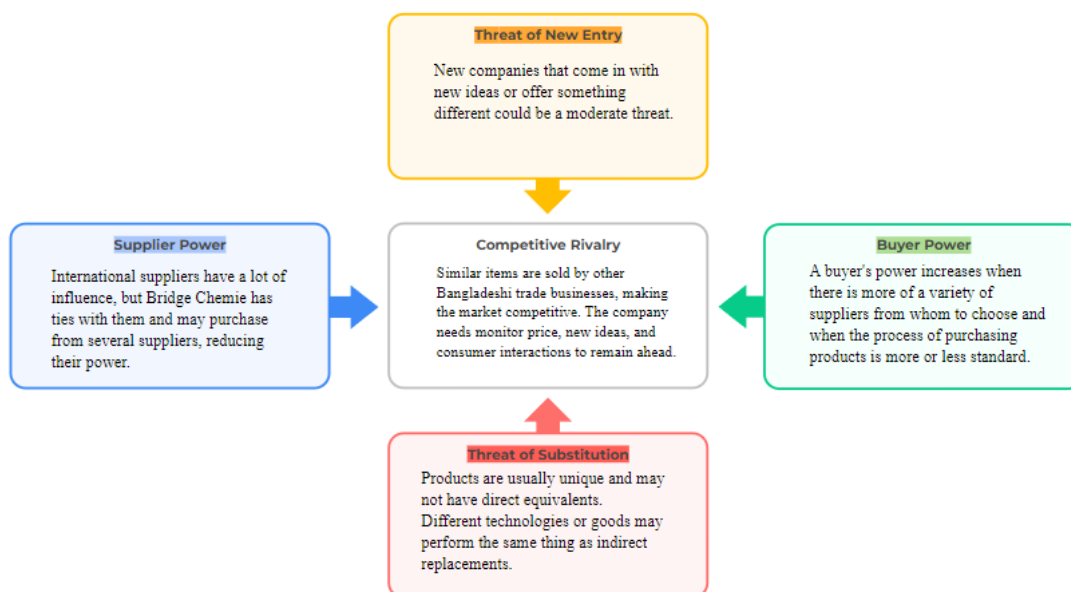 Threat of New Entry
New companies that come in with
new ideas or offer something
different could be a moderate threat.
Supplier Power
International suppliers have a lot of
influence, but Bridge Chemie has
ties with them and may purchase
from several suppliers, reducing
their power.
Competitive Rivalry
Similar items are sold by other
Bangladeshi trade businesses, making
the market competitive. The company
needs monitor price, new ideas, and
consumer interactions to remain ahead.
Buyer Power
A buyer's power increases when
there is more of a variety of
suppliers from whom to choose and
when the process of purchasing
products is more or less standard.
Threat of Substitution
Products are usually unique and may
not have direct equivalents.
Different technologies or goods may
perform the same thing as indirect
replacements.